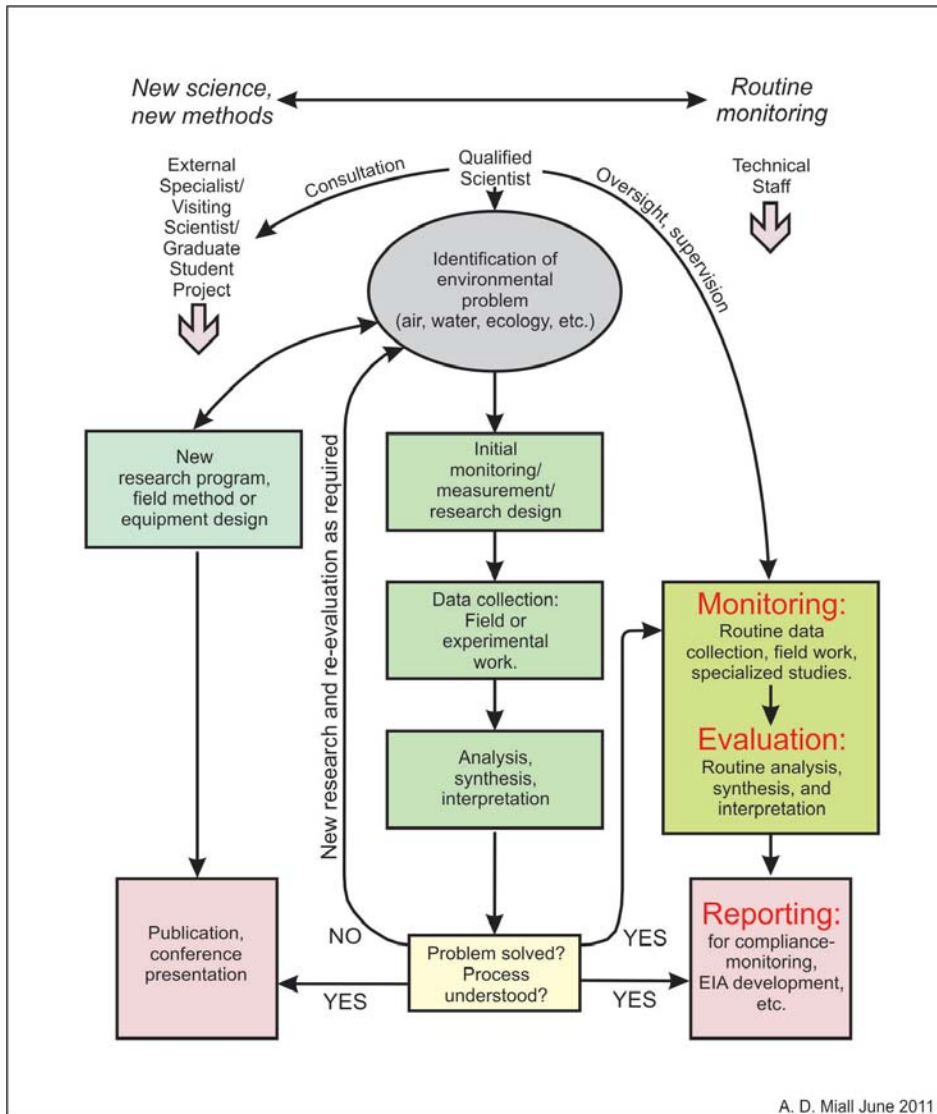 New science,
new methods
Routine
monitoring
External
Specialist/
Visiting
Scientist/
Graduate
Student
Project
Consultation
Qualified
Scientist
Oversight, supervision
Technical
Staff
Identification of
environmental
problem
(air, water, ecology, etc.)
New
research program,
field method or
equipment design
New research and re-evaluation as required
Initial
monitoring/
measurement/
research design
Data collection:
Field or
experimental
work.
Analysis,
synthesis,
interpretation
Monitoring:
Routine data
collection, field work,
specialized studies.
Evaluation:
Routine analysis,
synthesis, and
interpretation
Publication,
conference
presentation
NO
YES
Problem solved?
Process
understood?
YES
YES
Reporting:
for compliance-
monitoring,
EIA development,
etc.
A. D. Miall June 2011